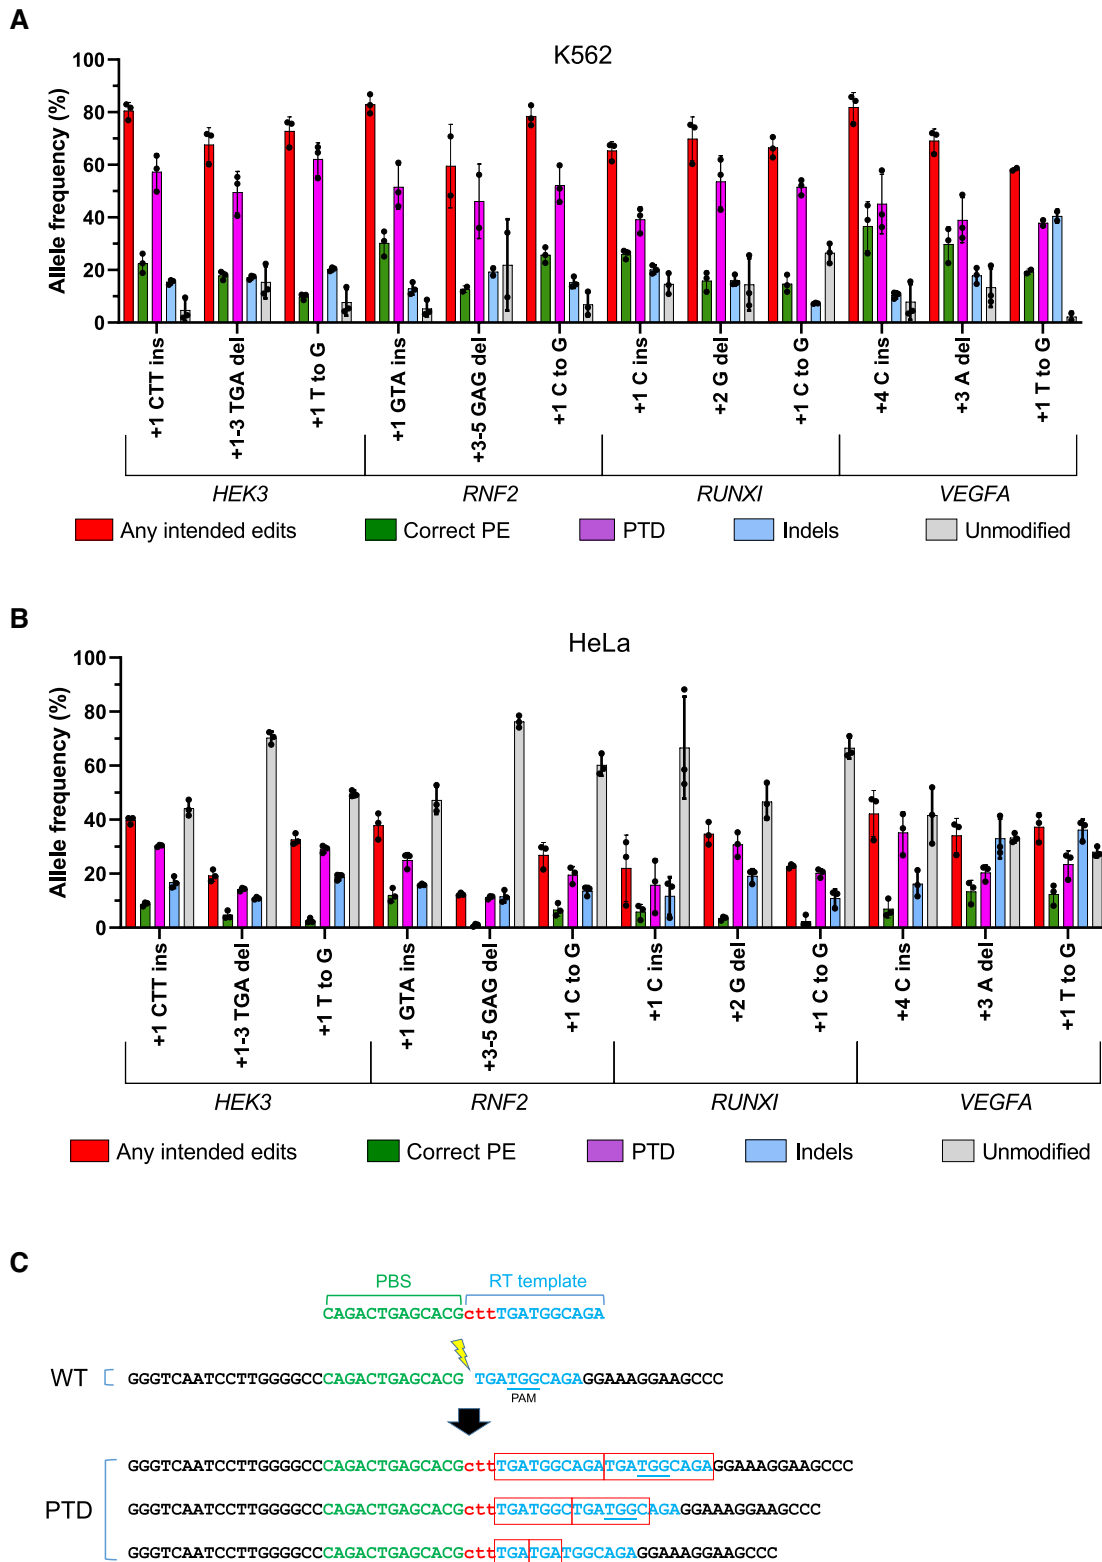 A
K562
Allele frequency (%)
100
80
60
40
20
0
+1 CTT ins
+1-3 TGA del
+1 T to G
+1 GTA ins
+3-5 GAG del
+1 C to G
+1 C ins
+2 G del
+1 C to G
+4 C ins
+3 A del
+1 T to G
HEK3 RNF2 RUNXI VEGFA
Any intended edits Correct PE PTD Indels Unmodified
B
HeLa
Allele frequency (%)
100
80
60
40
20
0
+1 CTT ins
+1-3 TGA del
+1 T to G
+1 GTA ins
+3-5 GAG del
+1 C to G
+1 C ins
+2 G del
+1 C to G
+4 C ins
+3 A del
+1 T to G
HEK3 RNF2 RUNXI VEGFA
Any intended edits Correct PE PTD Indels Unmodified
C
PBS RT template
CAGACTGAGCACGcttTGATGGCAGA
WT GGGTCAATCCTTGGGGCCCAGACTGAGCACG TGATGGCAGAGGAAAGGAAGCCC
PAM
GGGTCAATCCTTGGGGCCCAGACTGAGCACGcttTGATGGCAGATGATGGCAGAGGAAAGGAAGCCC
PTD GGGTCAATCCTTGGGGCCCAGACTGAGCACGcttTGATGGCTGATGGCAGAGGAAAGGAAGCCC
GGGTCAATCCTTGGGGCCCAGACTGAGCACGcttTGATGATGGCAGAGGAAAGGAAGCCC